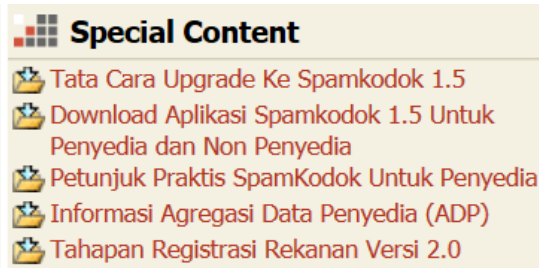 Special Content
Tata Cara Upgrade Ke Spamkodok 1.5
Download Aplikasi Spamkodok 1.5 Untuk
Penyedia dan Non Penyedia
Petunjuk Praktis SpamKodok Untuk Penyedia
Informasi Agregasi Data Penyedia (ADP)
Tahapan Registrasi Rekanan Versi 2.0